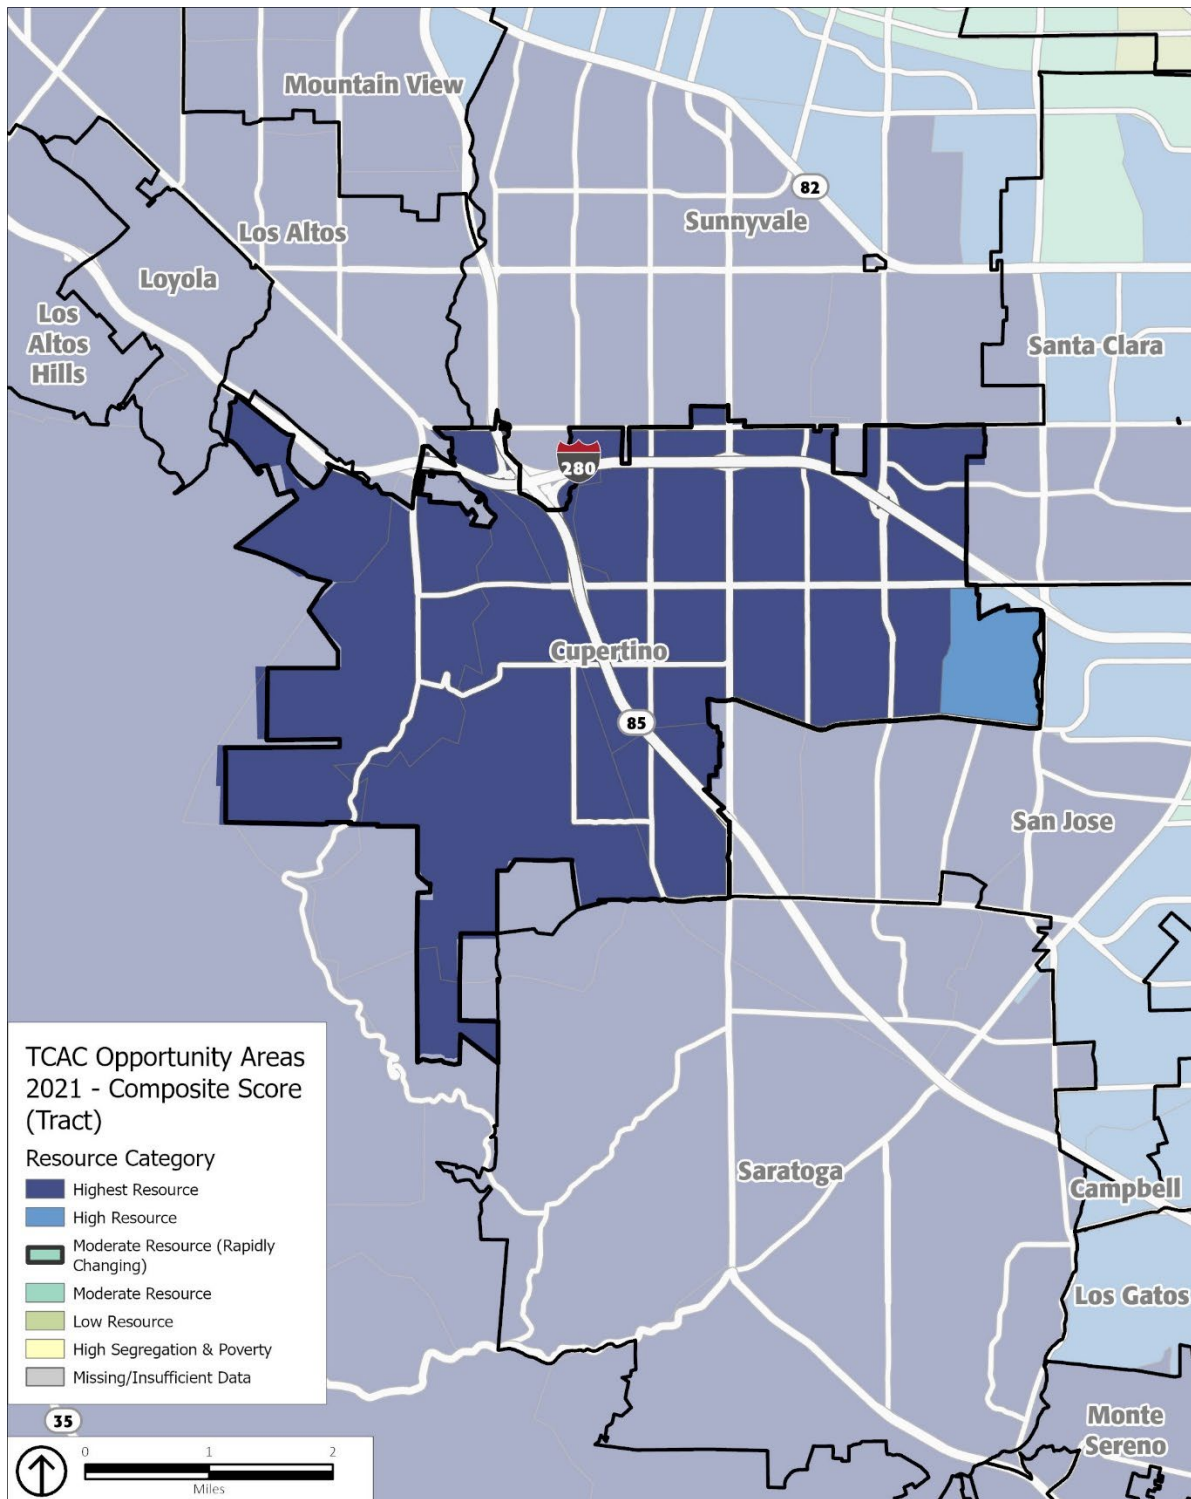 Mountain View
82
Sunnyvale
Los Altos
Loyola
Los
Altos
Hills
Santa Clara
280
Cupertino
85
San Jose
TCAC Opportunity Areas
2021 - Composite Score
(Tract)
Resource Category
Highest Resource
High Resource
Moderate Resource (Rapidly
Changing)
Moderate Resource
Low Resource
High Segregation & Poverty
Missing/Insufficient Data
Saratoga
Campbell
Los Gatos
Monte
Sereno
35
0 1 2
Miles